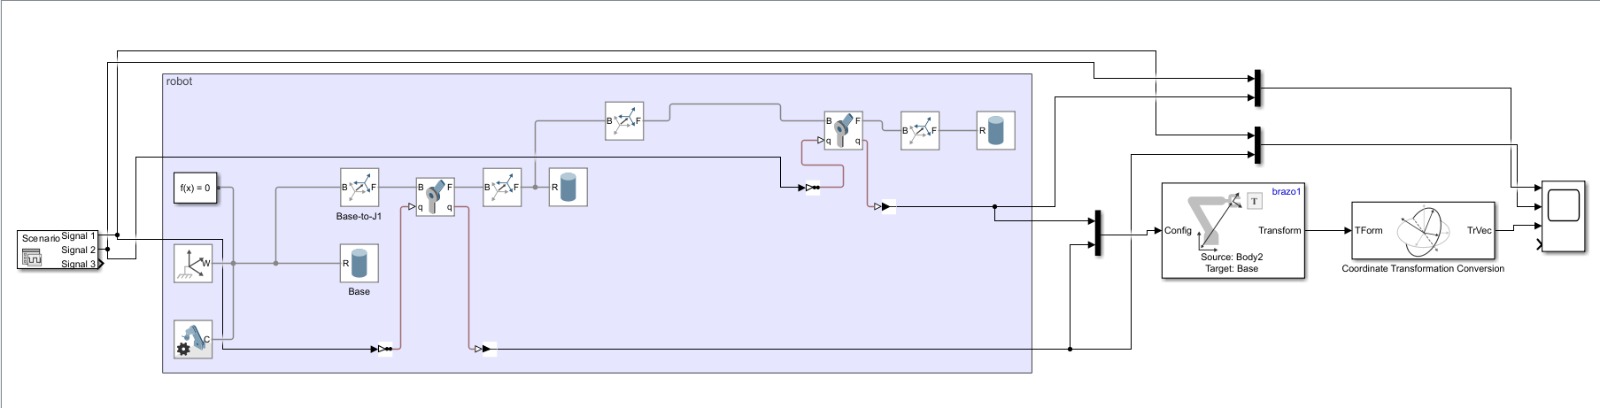 robot
B
F
B
F
q
q
B
F
R
f(x) = 0
B
F
Base-to-J1
B
F
q
q
B
F
R
Scenario
Signal 1
Signal 2
Signal 3
W
R
Base
C
brazo1
T
Config
Transform
Source: Body2
Target: Base
TForm
TrVec
Coordinate Transformation Conversion